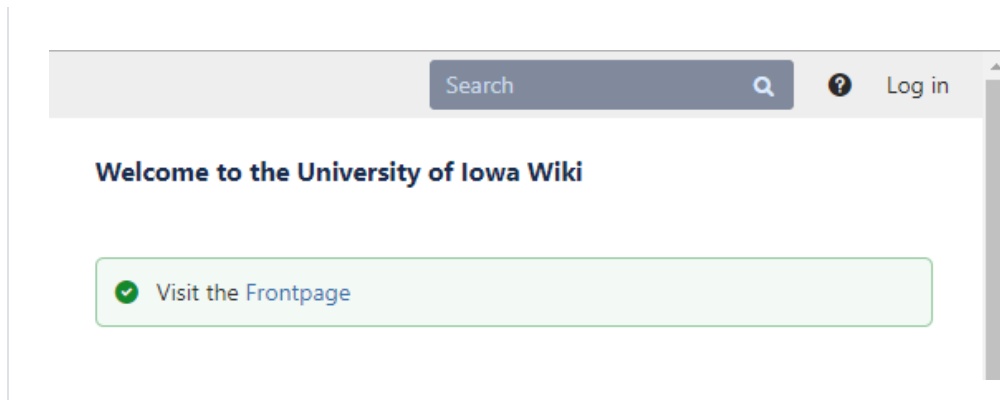 Search
Log in
Welcome to the University of Iowa Wiki
Visit the Frontpage